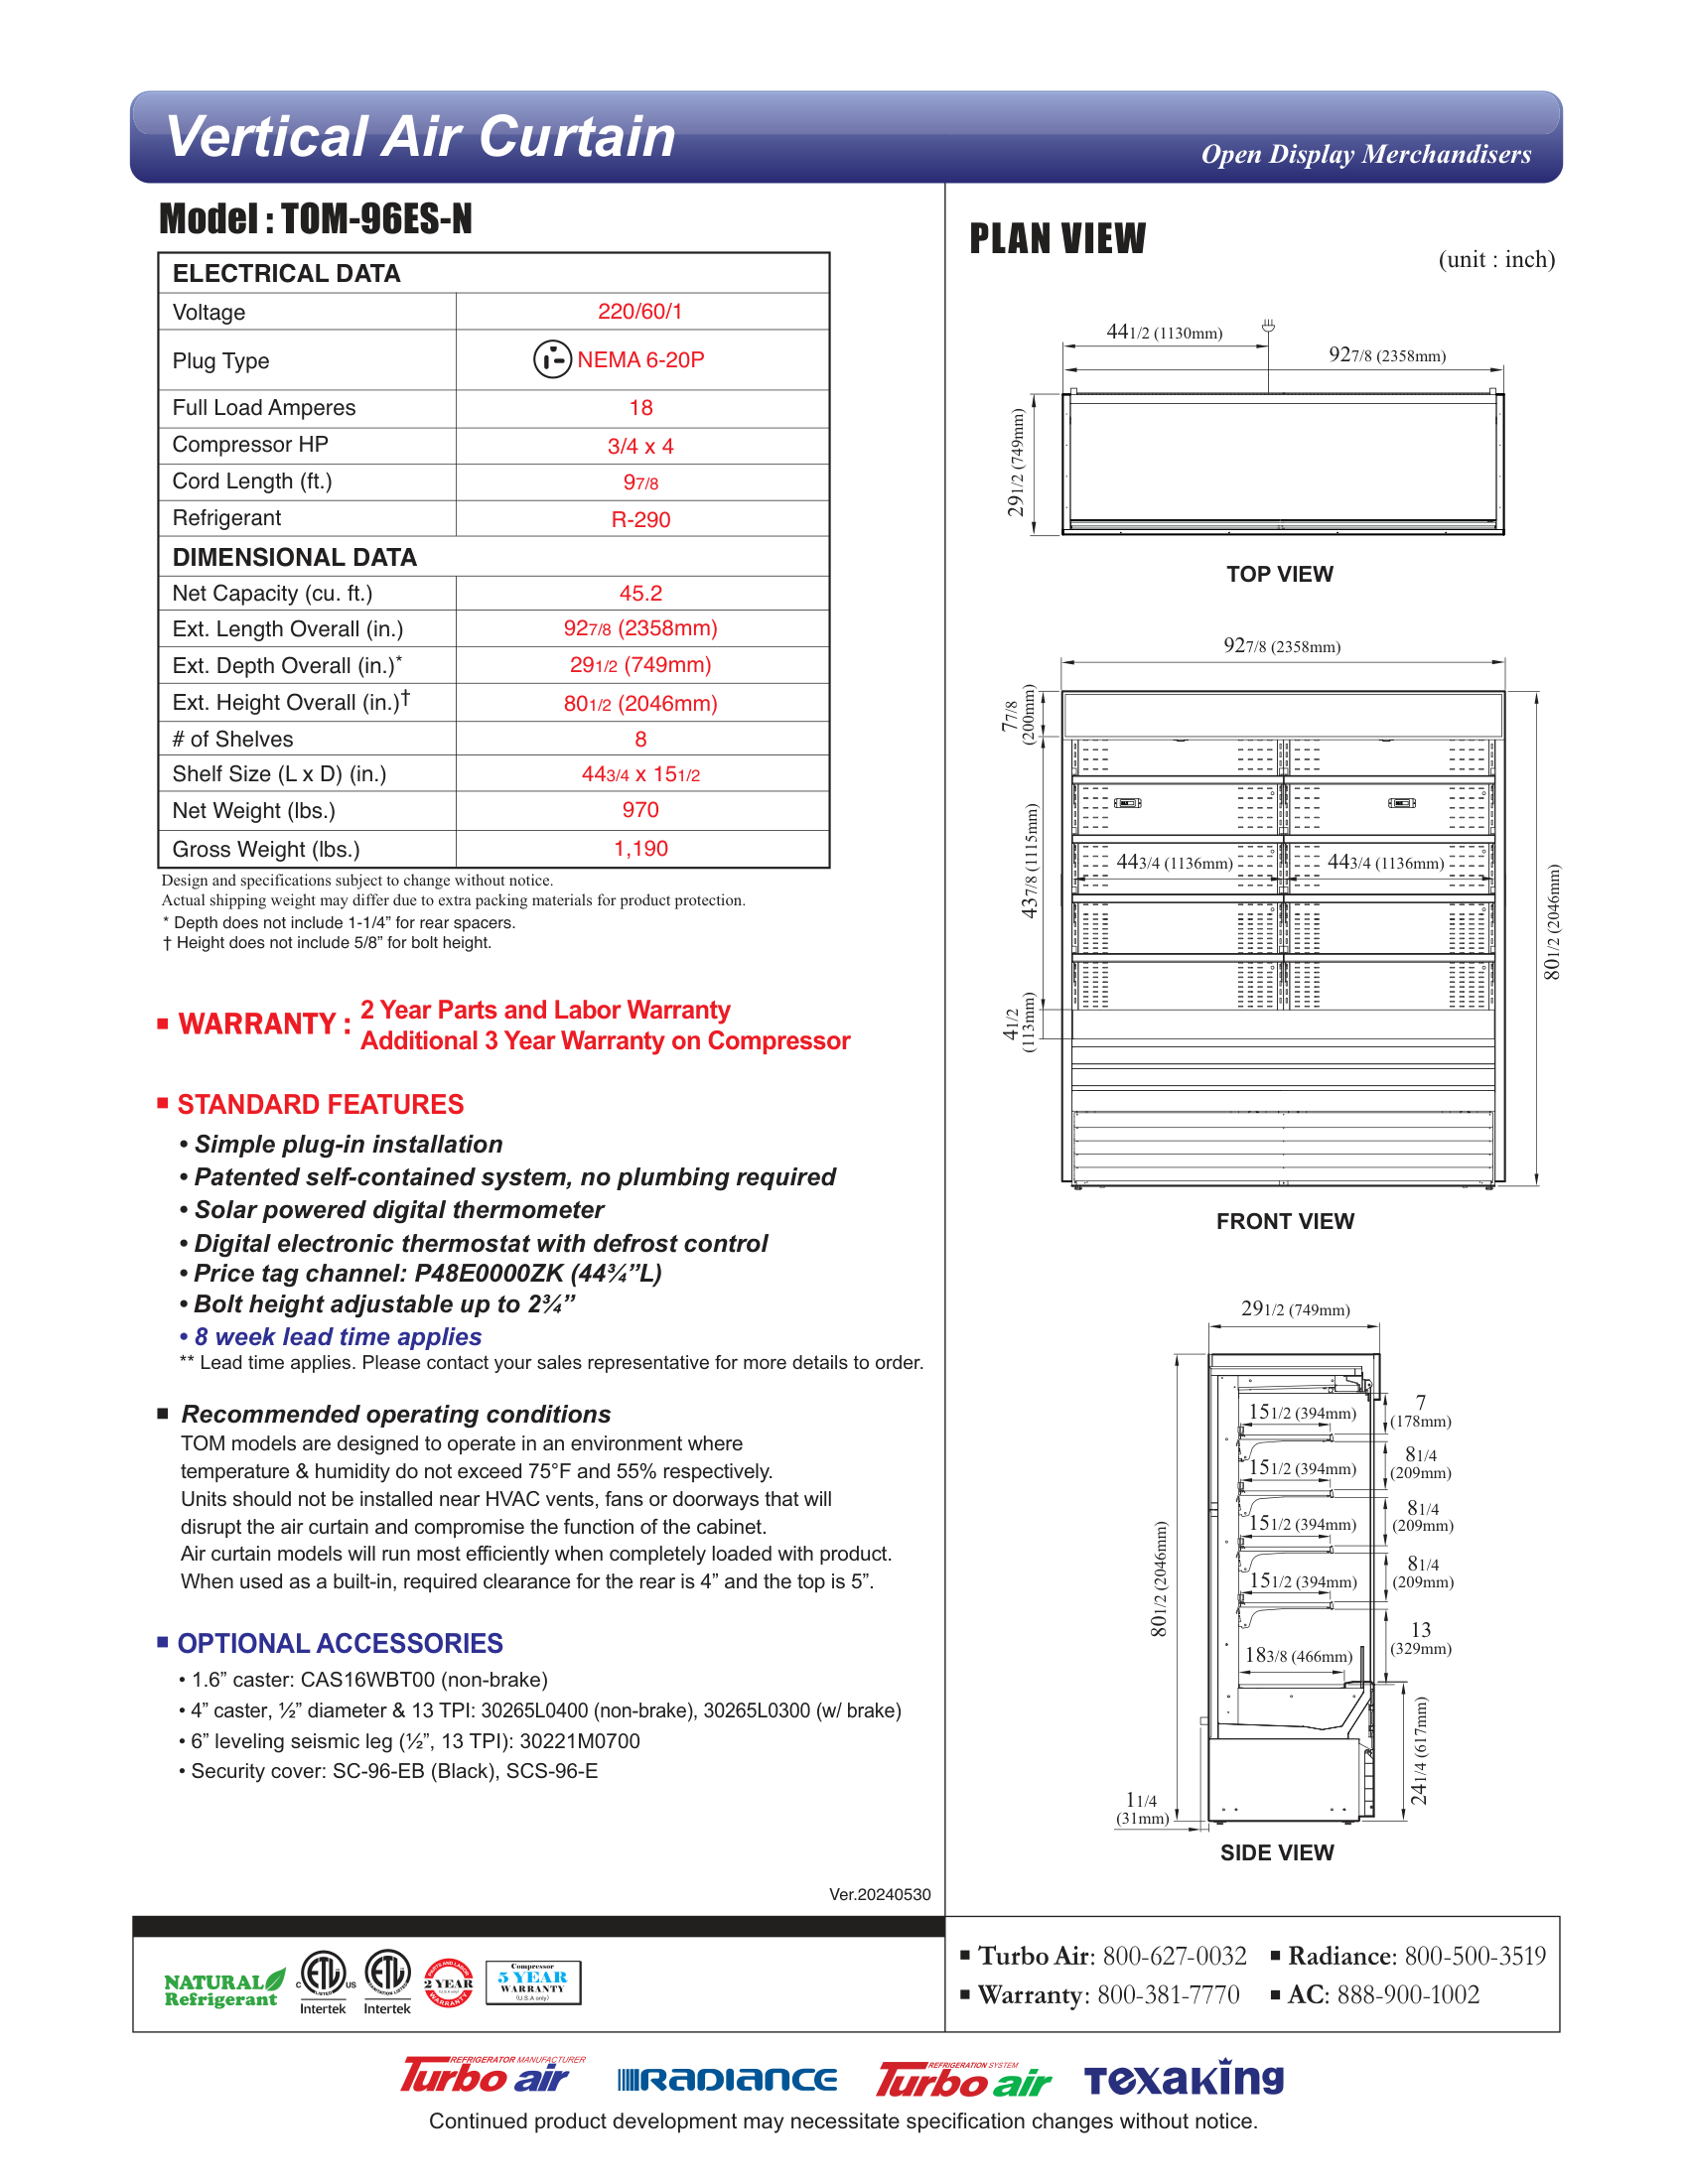 Vertical Air Curtain
Open Display Merchandisers
Model : TOM-96ES-N
ELECTRICAL DATA
Voltage 220/60/1
Plug Type NEMA 6-20P
Full Load Amperes 18
Compressor HP 3/4 x 4
Cord Length (ft.) 97/8
Refrigerant R-290
DIMENSIONAL DATA
Net Capacity (cu. ft.) 45.2
Ext. Length Overall (in.) 927/8 (2358mm)
Ext. Depth Overall (in.)* 291/2 (749mm)
Ext. Height Overall (in.)† 801/2 (2046mm)
# of Shelves 8
Shelf Size (L x D) (in.) 443/4 x 151/2
Net Weight (lbs.) 970
Gross Weight (lbs.) 1,190
Design and specifications subject to change without notice.
Actual shipping weight may differ due to extra packing materials for product protection.
* Depth does not include 1-1/4” for rear spacers.
† Height does not include 5/8” for bolt height.
■ WARRANTY : 2 Year Parts and Labor Warranty
Additional 3 Year Warranty on Compressor
■ STANDARD FEATURES
• Simple plug-in installation
• Patented self-contained system, no plumbing required
• Solar powered digital thermometer
• Digital electronic thermostat with defrost control
• Price tag channel: P48E0000ZK (44¾”L)
• Bolt height adjustable up to 2¾”
• 8 week lead time applies
** Lead time applies. Please contact your sales representative for more details to order.
■ Recommended operating conditions
TOM models are designed to operate in an environment where
temperature & humidity do not exceed 75°F and 55% respectively.
Units should not be installed near HVAC vents, fans or doorways that will
disrupt the air curtain and compromise the function of the cabinet.
Air curtain models will run most efficiently when completely loaded with product.
When used as a built-in, required clearance for the rear is 4” and the top is 5”.
■ OPTIONAL ACCESSORIES
• 1.6” caster: CAS16WBT00 (non-brake)
• 4” caster, ½” diameter & 13 TPI: 30265L0400 (non-brake), 30265L0300 (w/ brake)
• 6” leveling seismic leg (½”, 13 TPI): 30221M0700
• Security cover: SC-96-EB (Black), SCS-96-E
Ver.20240530
PLAN VIEW
(unit : inch)
441/2 (1130mm)
927/8 (2358mm)
291/2 (749mm)
TOP VIEW
927/8 (2358mm)
77/8
(200mm)
437/8 (1115mm)
443/4 (1136mm)
443/4 (1136mm)
801/2 (2046mm)
41/2
(113mm)
FRONT VIEW
291/2 (749mm)
151/2 (394mm)
7
(178mm)
151/2 (394mm)
81/4
(209mm)
151/2 (394mm)
81/4
(209mm)
151/2 (394mm)
81/4
(209mm)
801/2 (2046mm)
13
(329mm)
183/8 (466mm)
241/4 (617mm)
11/4
(31mm)
SIDE VIEW
NATURAL
Refrigerant
C ETL US
LISTED
Intertek
ETL
SANITATION LISTED
Intertek
PARTS AND LABOR
2 YEAR
(U.S.A only)
WARRANTY
Compressor
5 YEAR
WARRANTY
(U.S.A only)
■ Turbo Air: 800-627-0032
■ Radiance: 800-500-3519
■ Warranty: 800-381-7770
■ AC: 888-900-1002
REFRIGERATOR MANUFACTURER
Turbo air
RADIANCE
REFRIGERATION SYSTEM
Turbo air
TEXAKING
Continued product development may necessitate specification changes without notice.